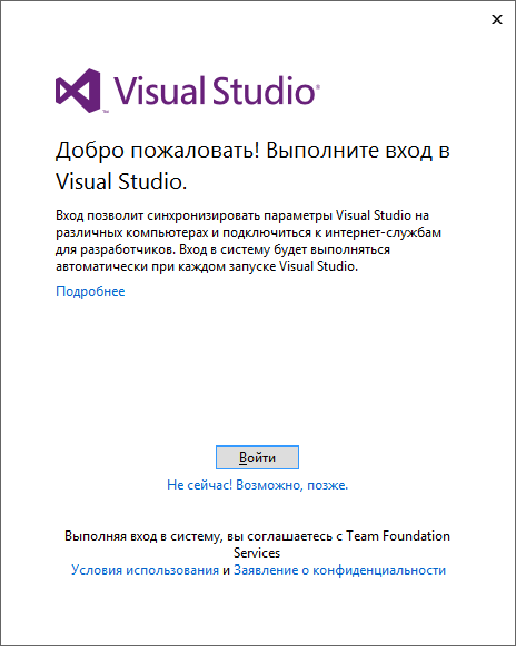 Visual Studio
Добро пожаловать! Выполните вход в
Visual Studio.
Вход позволит синхронизировать параметры Visual Studio на
различных компьютерах и подключиться к интернет-службам
для разработчиков. Вход в систему будет выполняться
автоматически при каждом запуске Visual Studio.
Подробнее
Войти
Не сейчас! Возможно, позже.
Выполняя вход в систему, вы соглашаетесь с Team Foundation
Services
Условия использования и Заявление о конфиденциальности